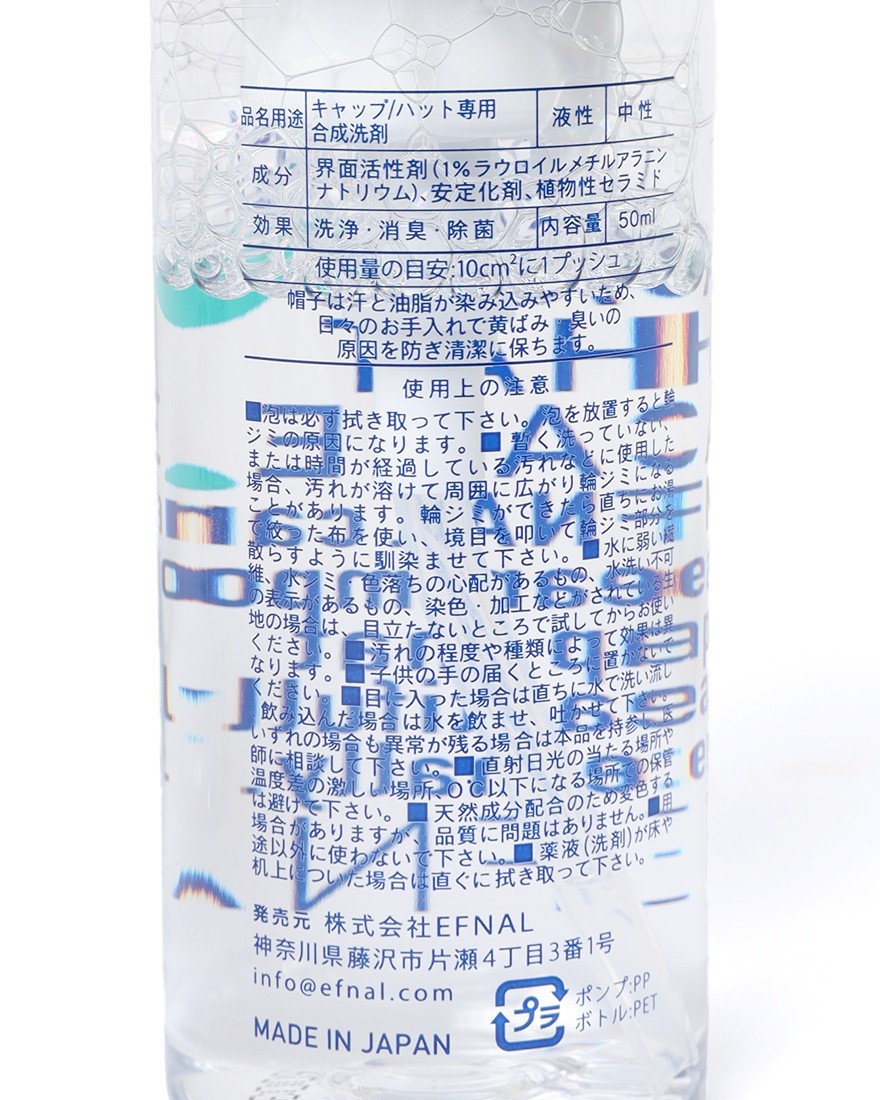 品名用途 キャップ/ハット専用 合成洗剤 液性 中性
成分 界面活性剤(1%ラウロイルメチルアラニン
ナトリウム)、安定化剤、植物性セラミド
効果 洗浄・消臭・除菌 内容量 50ml
使用量の目安:10cm²に1プッシュ
帽子は汗と油脂が染み込みやすいため、
日々のお手入れで黄ばみ・臭いの
原因を防ぎ清潔に保ちます。
使用上の注意
■泡は必ず拭き取って下さい。泡を放置すると輪
ジミの原因になります。■暫く洗っていない、
または時間が経過している汚れなどに使用した
場合、汚れが溶けて周囲に広がり輪ジミになる
ことがあります。輪ジミができたら直ちにお湯
で絞った布を使い、境目を叩いて輪ジミ部分を
散らすように馴染ませて下さい。■水に弱い繊
維、水ジミ・色落ちの心配があるもの、水洗い不可
の表示があるもの、染色・加工などがされている生
地の場合は、目立たないところで試してからお使い
ください。■汚れの程度や種類によって効果は異
なります。■子供の手の届くところに置かないで
ください。■目に入った場合は直ちに水で洗い流し
飲み込んだ場合は水を飲ませ、吐かせて下さい。
いずれの場合も異常が残る場合は本品を持参し、医
師に相談して下さい。■直射日光の当たる場所や
温度差の激しい場所、0℃以下になる場所での保管
は避けて下さい。■天然成分配合のため変色する
場合がありますが、品質に問題はありません。■用
途以外に使わないで下さい。■薬液(洗剤)が床や
机上についた場合は直ぐに拭き取って下さい。
発売元 株式会社EFNAL
神奈川県藤沢市片瀬4丁目3番1号
info@efnal.com
プラ
ポンプ:PP
ボトル:PET
MADE IN JAPAN